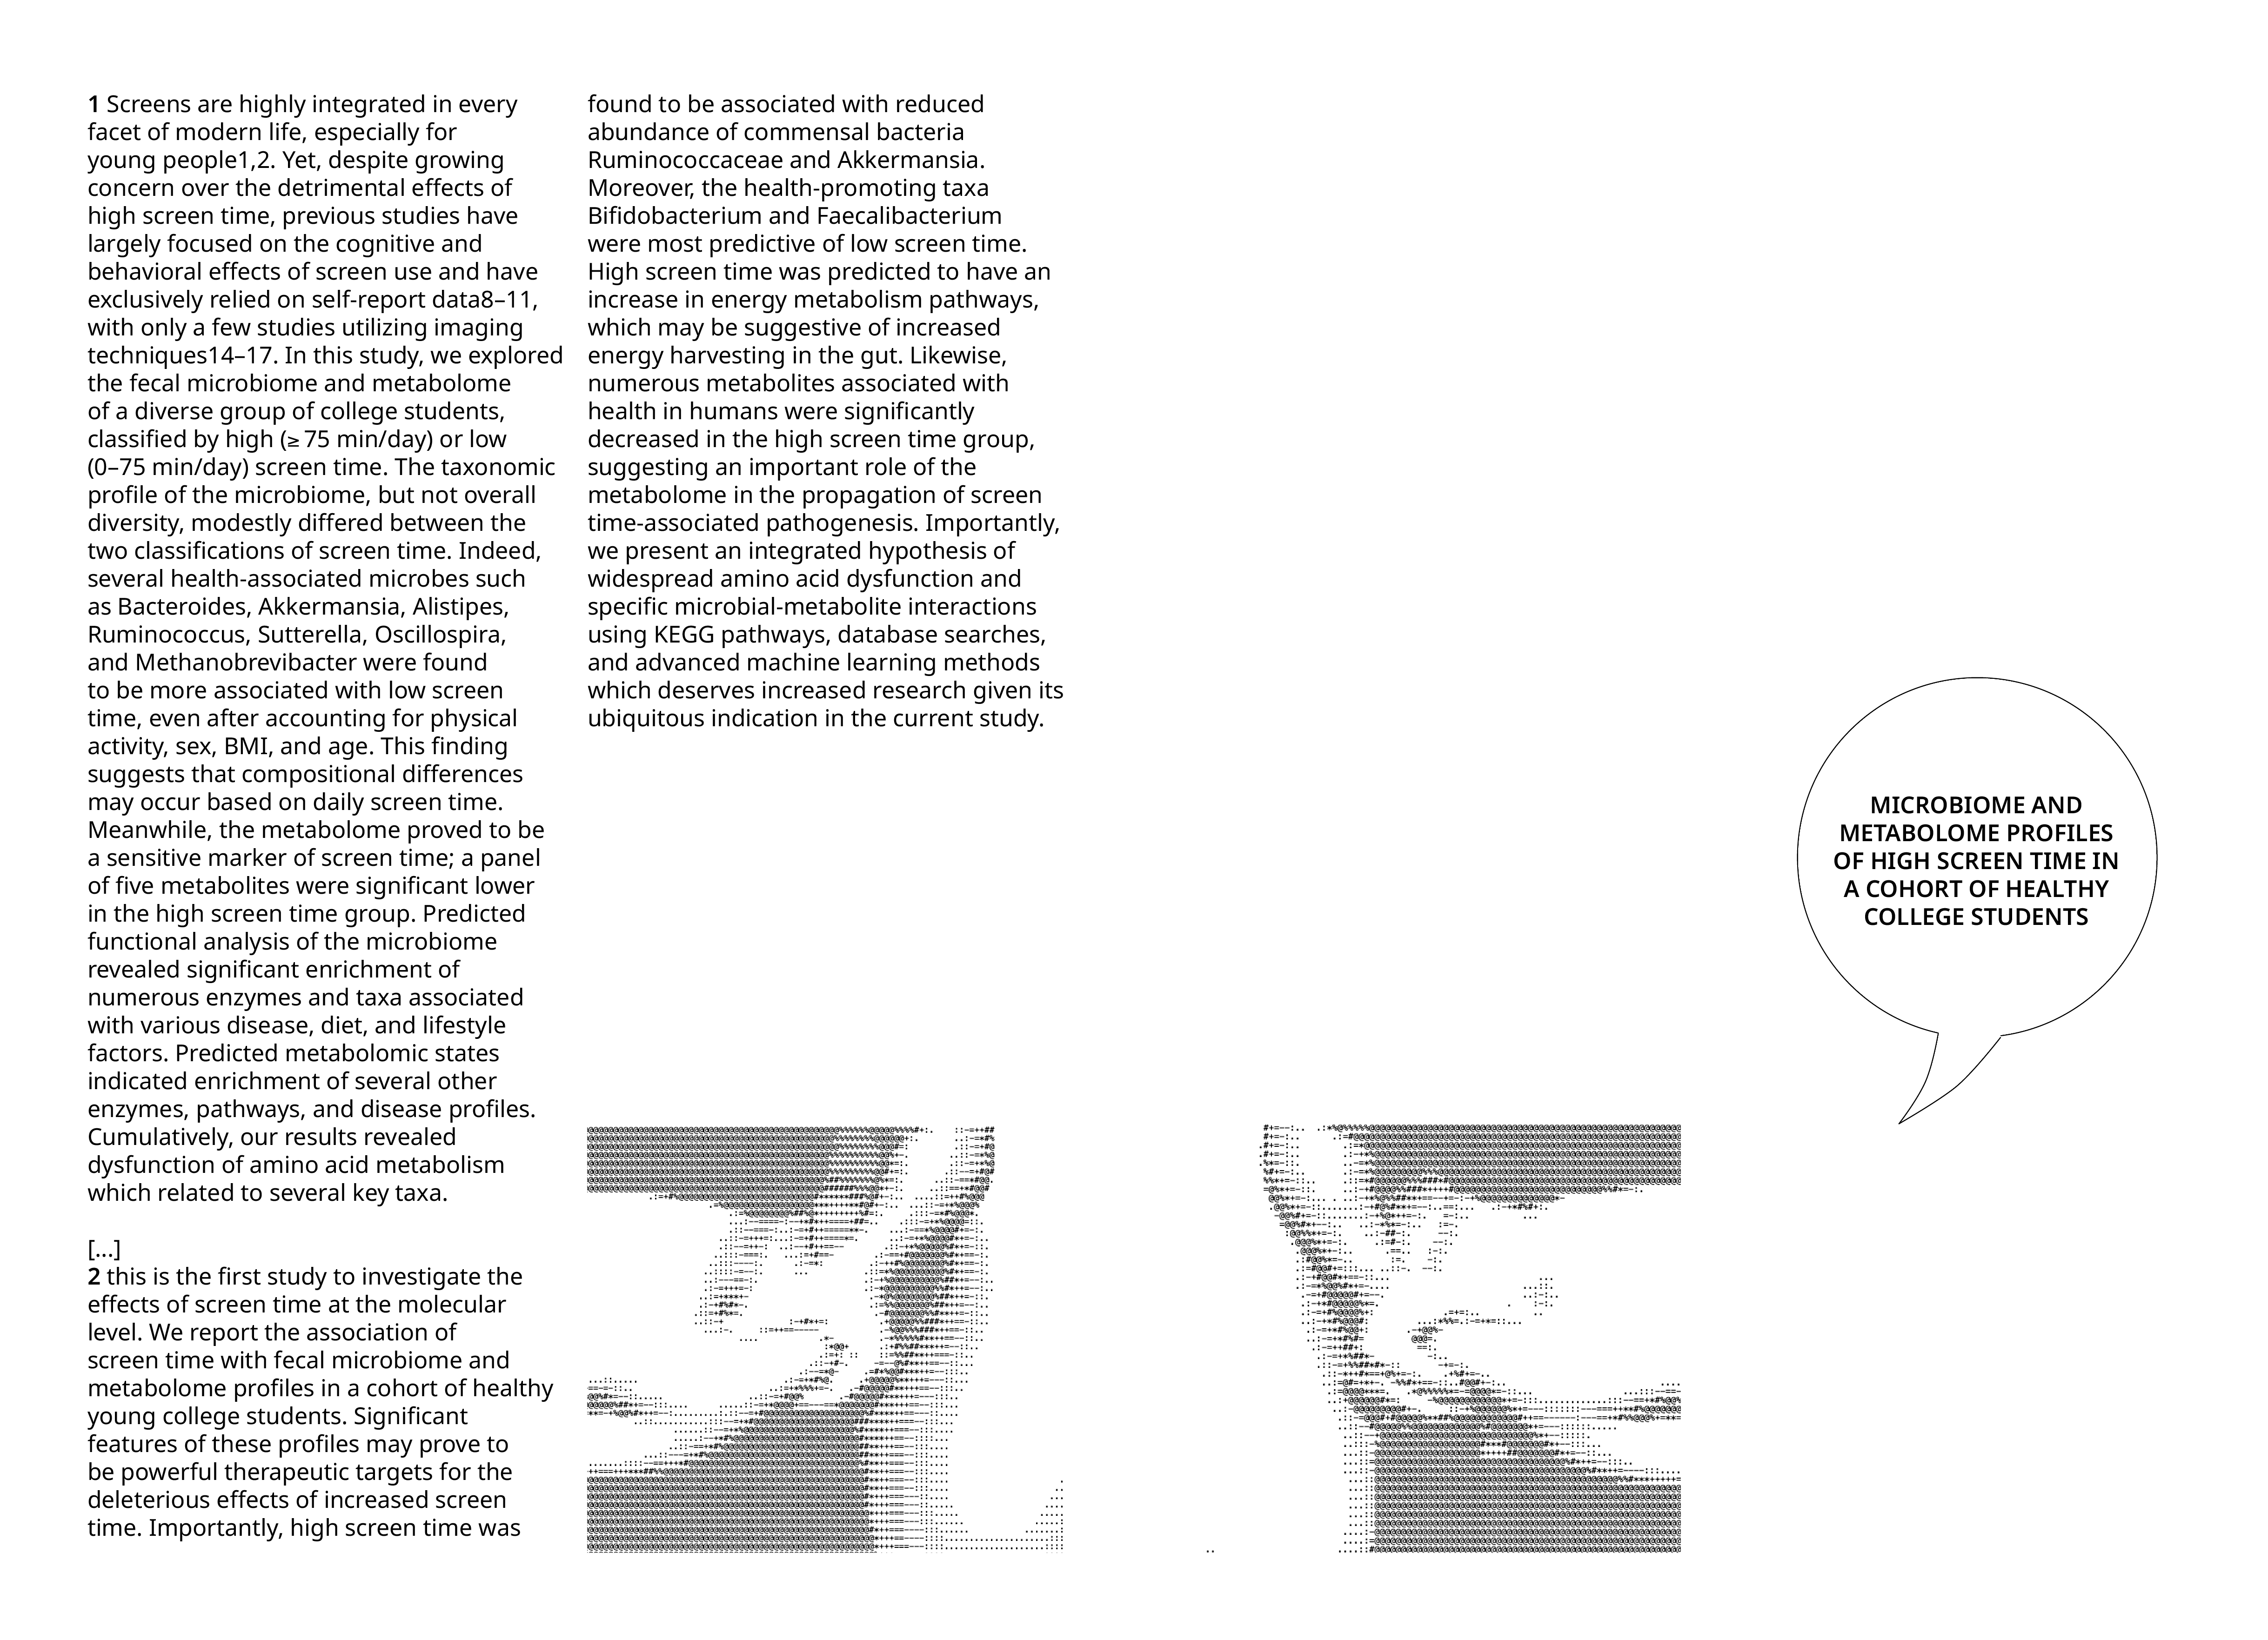 1 Screens are highly integrated in every
facet of modern life, especially for
young people1,2. Yet, despite growing
concern over the detrimental effects of
high screen time, previous studies have
largely focused on the cognitive and
behavioral effects of screen use and have
exclusively relied on self-report data8–11,
with only a few studies utilizing imaging
techniques14–17. In this study, we explored
the fecal microbiome and metabolome
of a diverse group of college students,
classified by high (≥ 75 min/day) or low
(0–75 min/day) screen time. The taxonomic
profile of the microbiome, but not overall
diversity, modestly differed between the
two classifications of screen time. Indeed,
several health-associated microbes such
as Bacteroides, Akkermansia, Alistipes,
Ruminococcus, Sutterella, Oscillospira,
and Methanobrevibacter were found
to be more associated with low screen
time, even after accounting for physical
activity, sex, BMI, and age. This finding
suggests that compositional differences
may occur based on daily screen time.
Meanwhile, the metabolome proved to be
a sensitive marker of screen time; a panel
of five metabolites were significant lower
in the high screen time group. Predicted
functional analysis of the microbiome
revealed significant enrichment of
numerous enzymes and taxa associated
with various disease, diet, and lifestyle
factors. Predicted metabolomic states
indicated enrichment of several other
enzymes, pathways, and disease profiles.
Cumulatively, our results revealed
dysfunction of amino acid metabolism
which related to several key taxa.
[...]
2 this is the first study to investigate the
effects of screen time at the molecular
level. We report the association of
screen time with fecal microbiome and
metabolome profiles in a cohort of healthy
young college students. Significant
features of these profiles may prove to
be powerful therapeutic targets for the
deleterious effects of increased screen
time. Importantly, high screen time was
found to be associated with reduced
abundance of commensal bacteria
Ruminococcaceae and Akkermansia.
Moreover, the health-promoting taxa
Bifidobacterium and Faecalibacterium
were most predictive of low screen time.
High screen time was predicted to have an
increase in energy metabolism pathways,
which may be suggestive of increased
energy harvesting in the gut. Likewise,
numerous metabolites associated with
health in humans were significantly
decreased in the high screen time group,
suggesting an important role of the
metabolome in the propagation of screen
time-associated pathogenesis. Importantly,
we present an integrated hypothesis of
widespread amino acid dysfunction and
specific microbial-metabolite interactions
using KEGG pathways, database searches,
and advanced machine learning methods
which deserves increased research given its
ubiquitous indication in the current study.
MICROBIOME AND
METABOLOME PROFILES
OF HIGH SCREEN TIME IN
A COHORT OF HEALTHY
COLLEGE STUDENTS